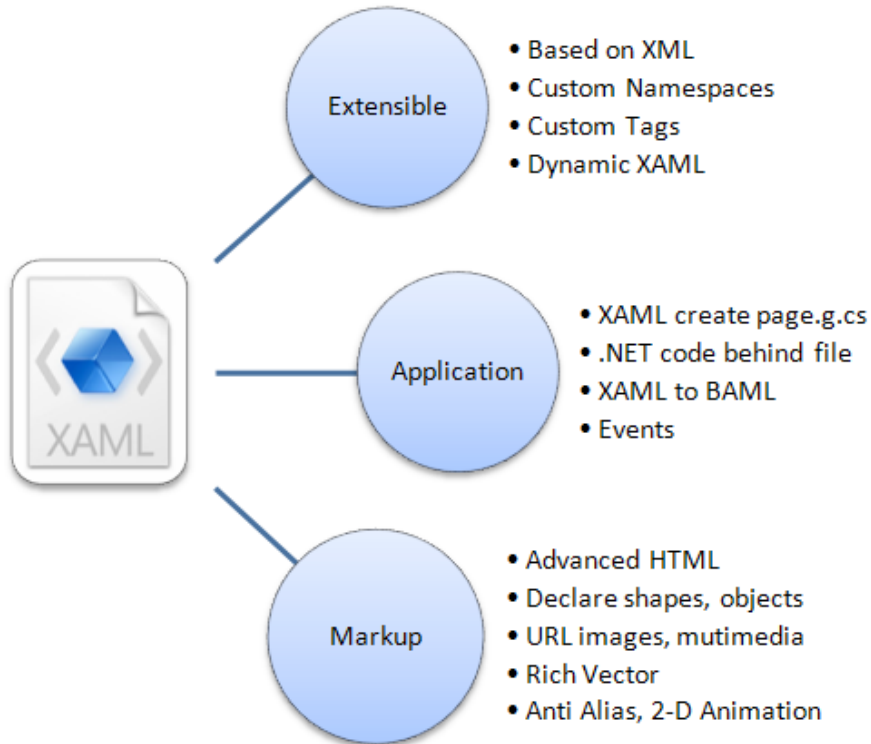 Extensible
• Based on XML
• Custom Namespaces
• Custom Tags
• Dynamic XAML
XAML
Application
• XAML create page.g.cs
• .NET code behind file
• XAML to BAML
• Events
Markup
• Advanced HTML
• Declare shapes, objects
• URL images, mutimedia
• Rich Vector
• Anti Alias, 2-D Animation